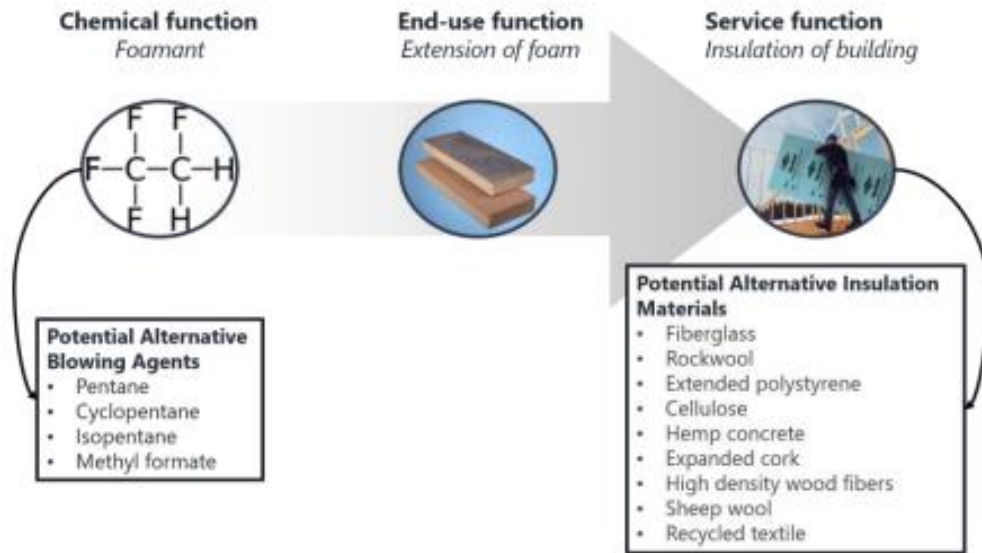 Chemical function
Foamant
End-use function
Extension of foam
Service function
Insulation of building
F F
F—C—C—H
F H
Potential Alternative
Blowing Agents
• Pentane
• Cyclopentane
• Isopentane
• Methyl formate
Potential Alternative Insulation
Materials
• Fiberglass
• Rockwool
• Extended polystyrene
• Cellulose
• Hemp concrete
• Expanded cork
• High density wood fibers
• Sheep wool
• Recycled textile